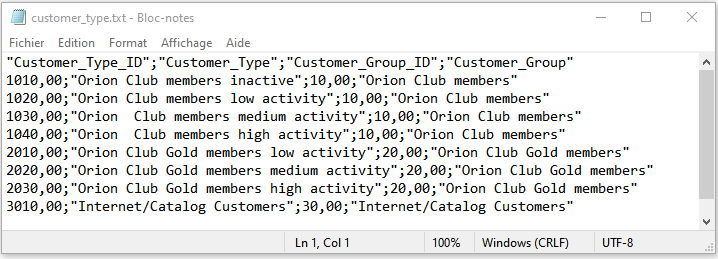 customer_type.txt - Bloc-notes
Fichier Edition Format Affichage Aide
"Customer_Type_ID";"Customer_Type";"Customer_Group_ID";"Customer_Group"
1010,00;"Orion Club members inactive";10,00;"Orion Club members"
1020,00;"Orion Club members low activity";10,00;"Orion Club members"
1030,00;"Orion  Club members medium activity";10,00;"Orion Club members"
1040,00;"Orion  Club members high activity";10,00;"Orion Club members"
2010,00;"Orion Club Gold members low activity";20,00;"Orion Club Gold members"
2020,00;"Orion Club Gold members medium activity";20,00;"Orion Club Gold members"
2030,00;"Orion Club Gold members high activity";20,00;"Orion Club Gold members"
3010,00;"Internet/Catalog Customers";30,00;"Internet/Catalog Customers"
Ln 1, Col 1 100% Windows (CRLF) UTF-8